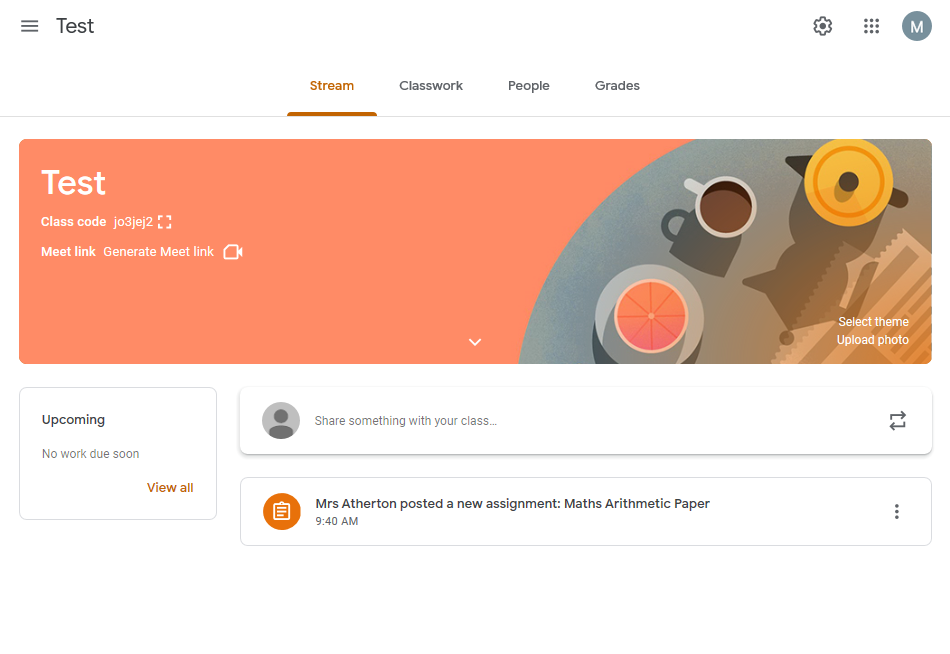 Test
M
Stream Classwork People Grades
Test
Class code jo3jej2
Meet link Generate Meet link
Select theme
Upload photo
Upcoming
No work due soon
View all
Share something with your class...
Mrs Atherton posted a new assignment: Maths Arithmetic Paper
9:40 AM